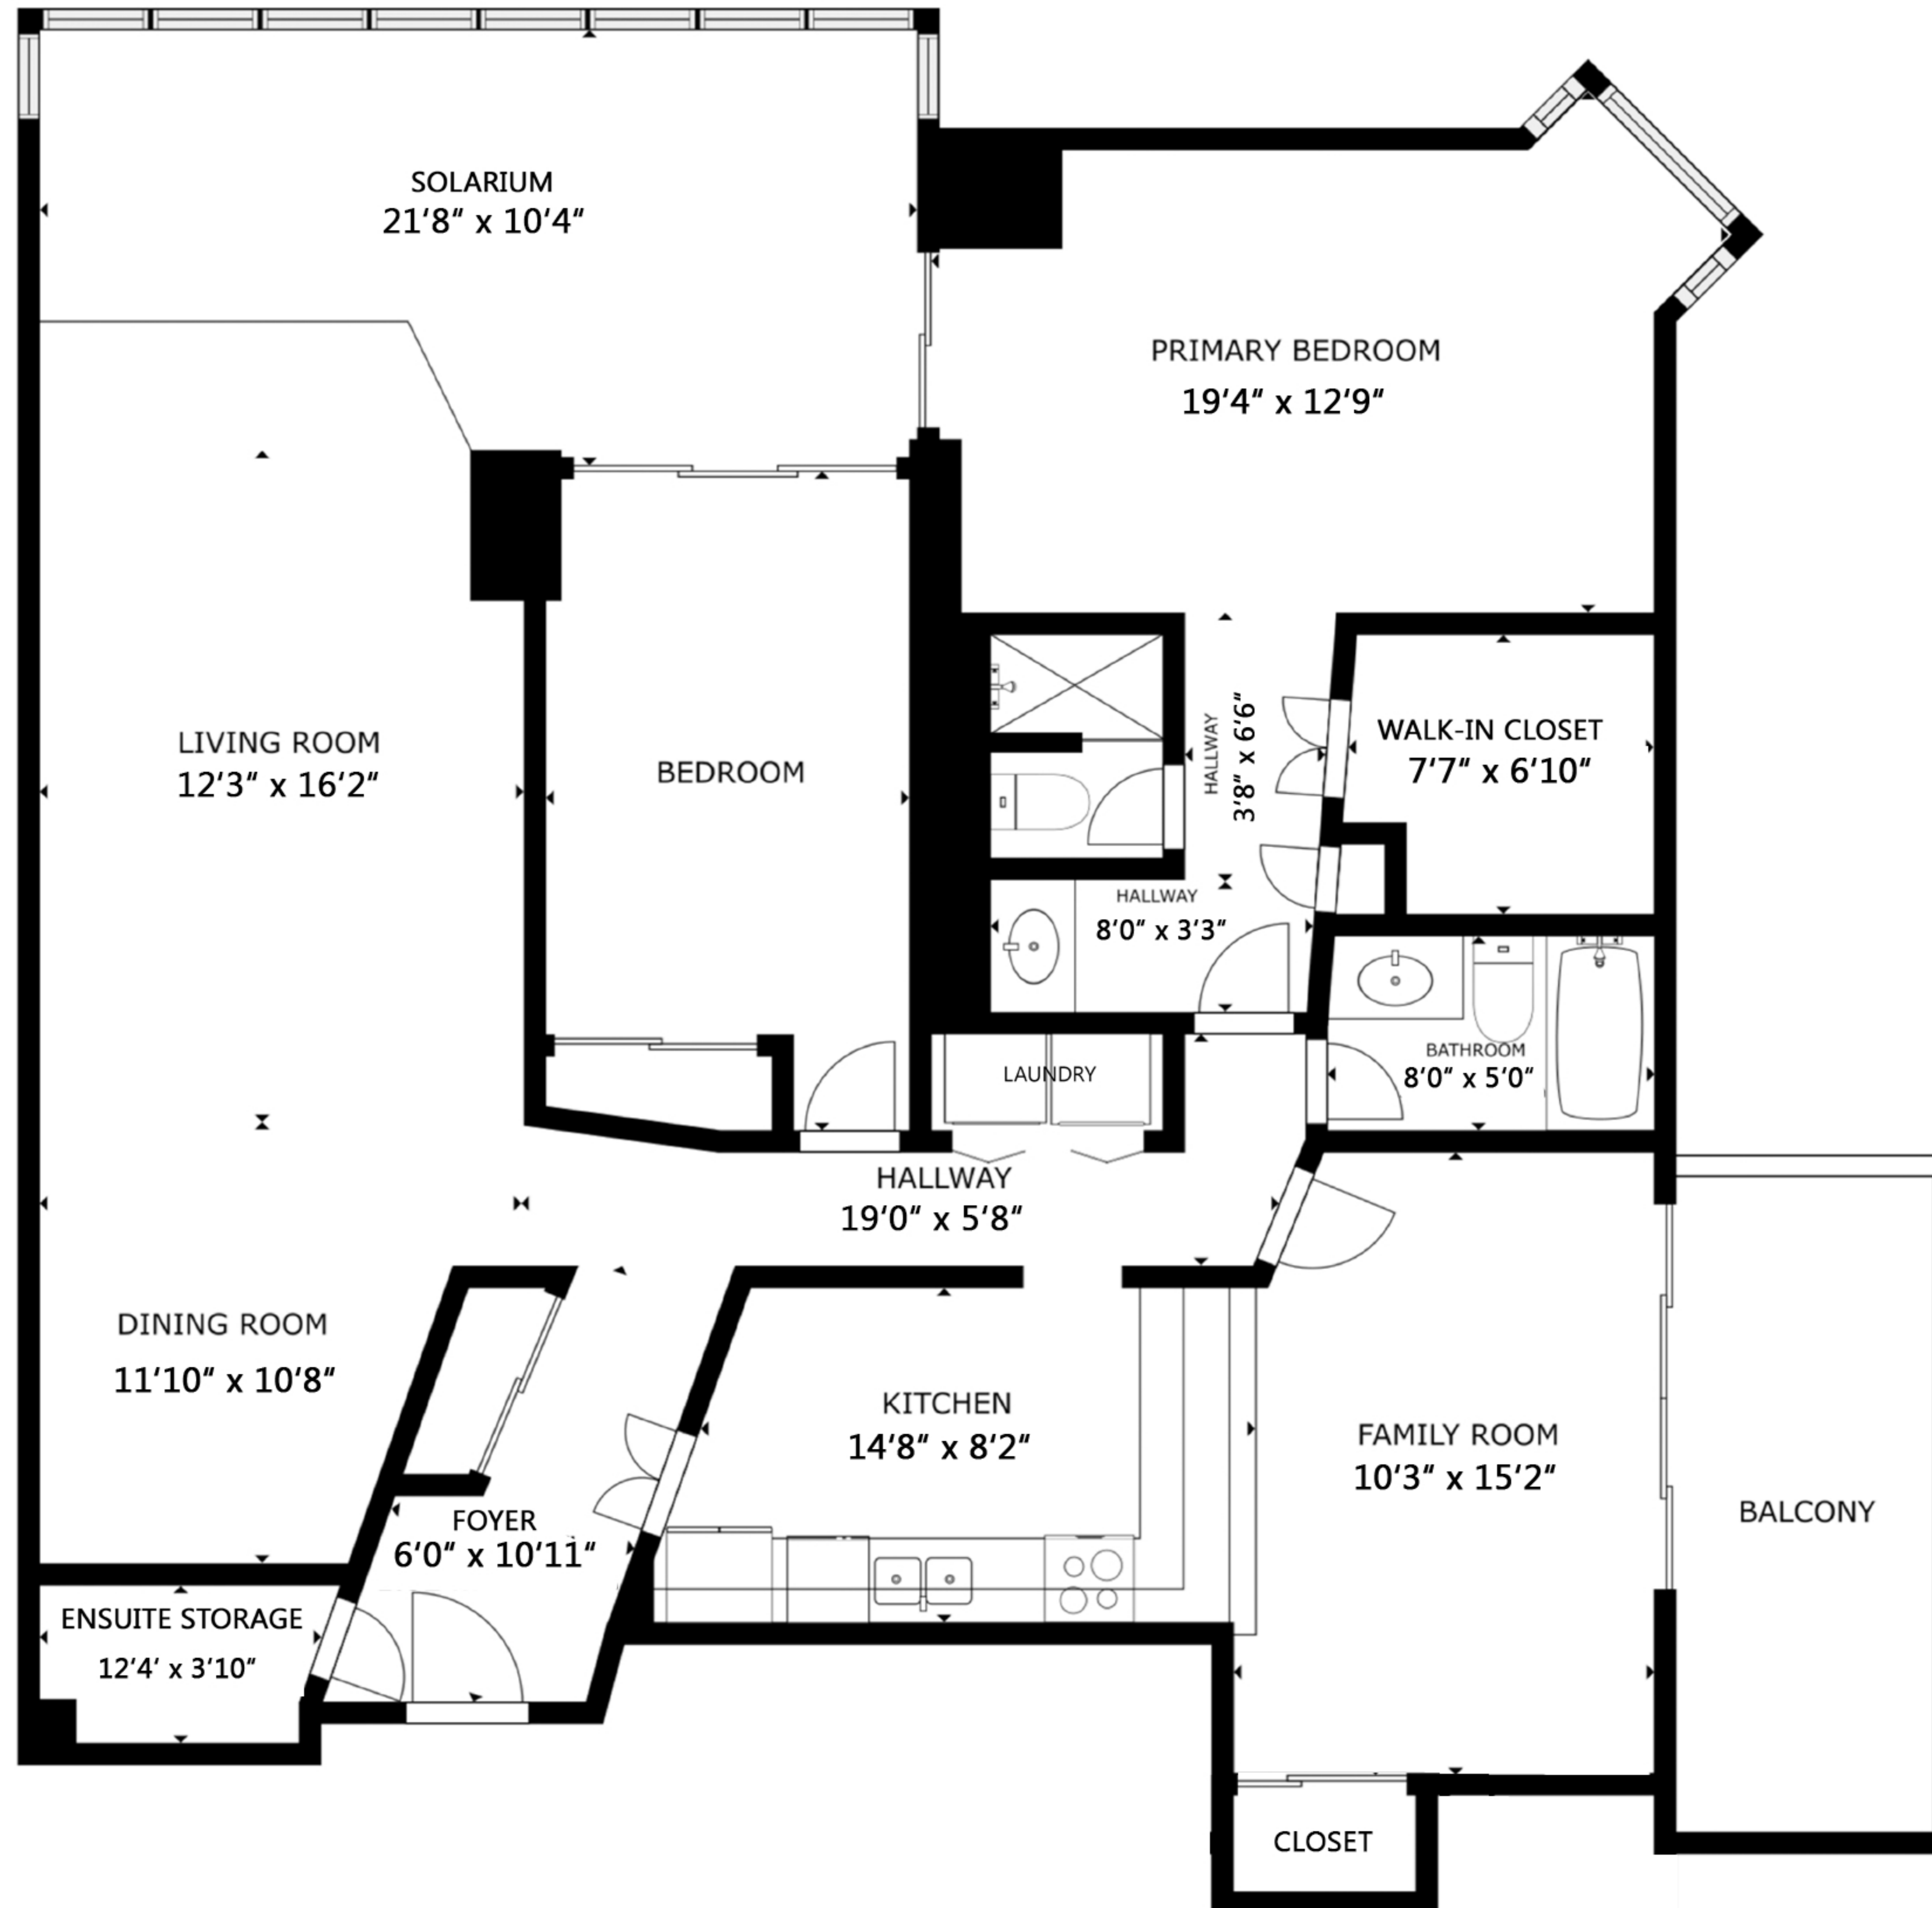 SOLARIUM
21‘8“ x 10‘4“
PRIMARY BEDROOM
19‘4“ x 12‘9“
LIVING ROOM
12‘3“ x 16‘2“
BEDROOM
HALLWAY
3‘8“ x 6‘6“
WALK-IN CLOSET
7‘7“ x 6‘10“
HALLWAY
8‘0“ x 3‘3“
BATHROOM
8‘0“ x 5‘0“
LAUNDRY
HALLWAY
19‘0“ x 5‘8“
DINING ROOM
11‘10“ x 10‘8“
KITCHEN
14‘8“ x 8‘2“
FAMILY ROOM
10‘3“ x 15‘2“
BALCONY
FOYER
6‘0“ x 10‘11“
ENSUITE STORAGE
12‘4‘ x 3‘10“
CLOSET